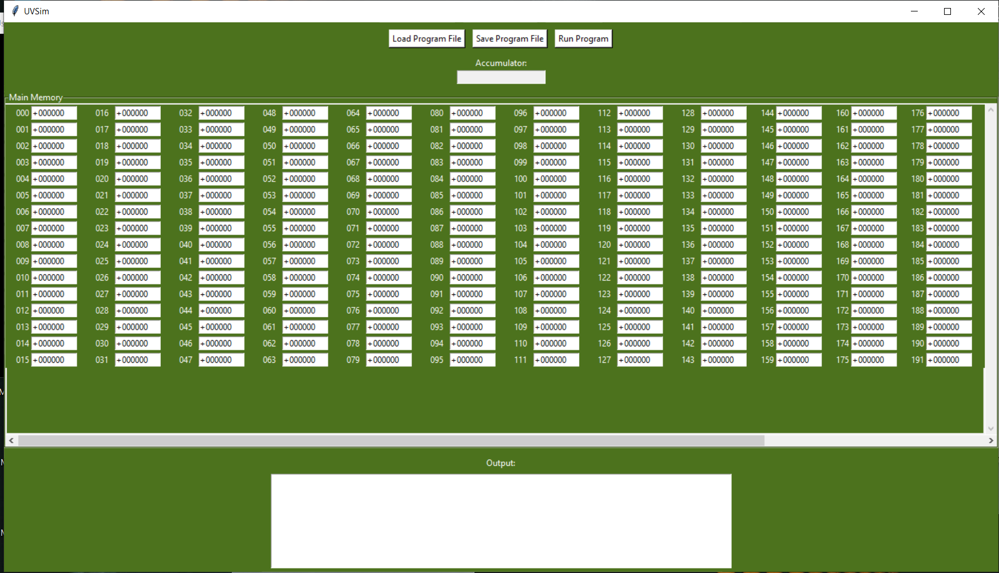 UVSim
Load Program File Save Program File Run Program
Accumulator:
Main Memory
000 +000000 016 +000000 032 +000000 048 +000000 064 +000000 080 +000000 096 +000000 112 +000000 128 +000000 144 +000000 160 +000000 176 +000000
001 +000000 017 +000000 033 +000000 049 +000000 065 +000000 081 +000000 097 +000000 113 +000000 129 +000000 145 +000000 161 +000000 177 +000000
002 +000000 018 +000000 034 +000000 050 +000000 066 +000000 082 +000000 098 +000000 114 +000000 130 +000000 146 +000000 162 +000000 178 +000000
003 +000000 019 +000000 035 +000000 051 +000000 067 +000000 083 +000000 099 +000000 115 +000000 131 +000000 147 +000000 163 +000000 179 +000000
004 +000000 020 +000000 036 +000000 052 +000000 068 +000000 084 +000000 100 +000000 116 +000000 132 +000000 148 +000000 164 +000000 180 +000000
005 +000000 021 +000000 037 +000000 053 +000000 069 +000000 085 +000000 101 +000000 117 +000000 133 +000000 149 +000000 165 +000000 181 +000000
006 +000000 022 +000000 038 +000000 054 +000000 070 +000000 086 +000000 102 +000000 118 +000000 134 +000000 150 +000000 166 +000000 182 +000000
007 +000000 023 +000000 039 +000000 055 +000000 071 +000000 087 +000000 103 +000000 119 +000000 135 +000000 151 +000000 167 +000000 183 +000000
008 +000000 024 +000000 040 +000000 056 +000000 072 +000000 088 +000000 104 +000000 120 +000000 136 +000000 152 +000000 168 +000000 184 +000000
009 +000000 025 +000000 041 +000000 057 +000000 073 +000000 089 +000000 105 +000000 121 +000000 137 +000000 153 +000000 169 +000000 185 +000000
010 +000000 026 +000000 042 +000000 058 +000000 074 +000000 090 +000000 106 +000000 122 +000000 138 +000000 154 +000000 170 +000000 186 +000000
011 +000000 027 +000000 043 +000000 059 +000000 075 +000000 091 +000000 107 +000000 123 +000000 139 +000000 155 +000000 171 +000000 187 +000000
012 +000000 028 +000000 044 +000000 060 +000000 076 +000000 092 +000000 108 +000000 124 +000000 140 +000000 156 +000000 172 +000000 188 +000000
013 +000000 029 +000000 045 +000000 061 +000000 077 +000000 093 +000000 109 +000000 125 +000000 141 +000000 157 +000000 173 +000000 189 +000000
014 +000000 030 +000000 046 +000000 062 +000000 078 +000000 094 +000000 110 +000000 126 +000000 142 +000000 158 +000000 174 +000000 190 +000000
015 +000000 031 +000000 047 +000000 063 +000000 079 +000000 095 +000000 111 +000000 127 +000000 143 +000000 159 +000000 175 +000000 191 +000000
Output: